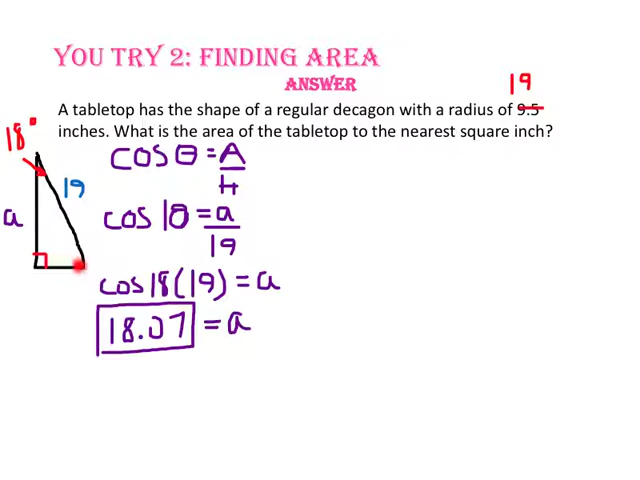 YOU TRY 2: FINDING AREA
ANSWER
19
A tabletop has the shape of a regular decagon with a radius of 9.5
inches. What is the area of the tabletop to the nearest square inch?
18°
19
a
cos θ = A/H
cos 18 = a/19
cos18(19) = a
18.07 = a